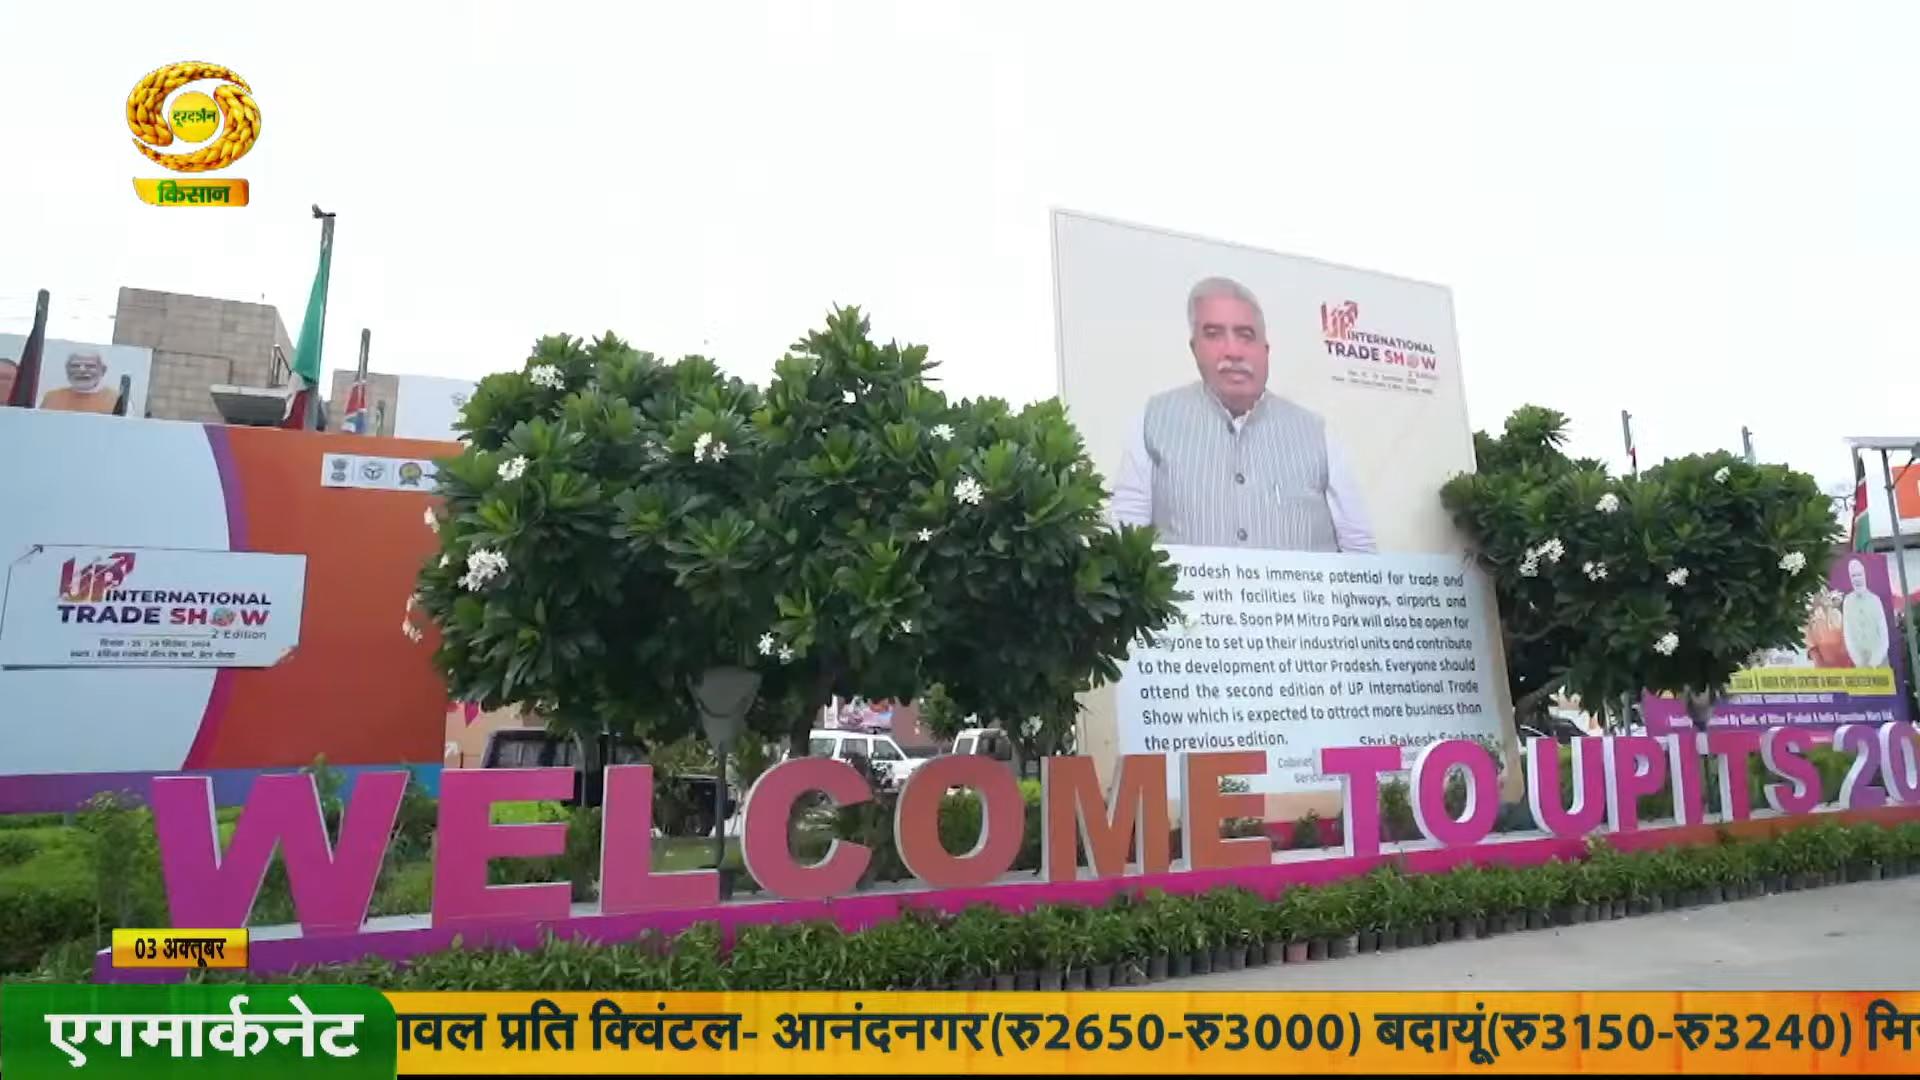 दूरदर्शन
किसान
UP INTERNATIONAL
TRADE SHOW
2 Edition
UP INTERNATIONAL
TRADE SHOW
2 Edition
Pradesh has immense potential for trade and
with facilities like highways, airports and
Soon PM Mitra Park will also be open for
everyone to set up their industrial units and contribute
to the development of Uttar Pradesh. Everyone should
attend the second edition of UP International Trade
Show which is expected to attract more business than
the previous edition.
Shri Rakesh Sachan
Cabinet
WELCOME TO UPITS 20
03 अक्तूबर
एगमार्कनेट
ावल प्रति क्विंटल- आनंदनगर(रु2650-रु3000) बदायूं(रु3150-रु3240) मि